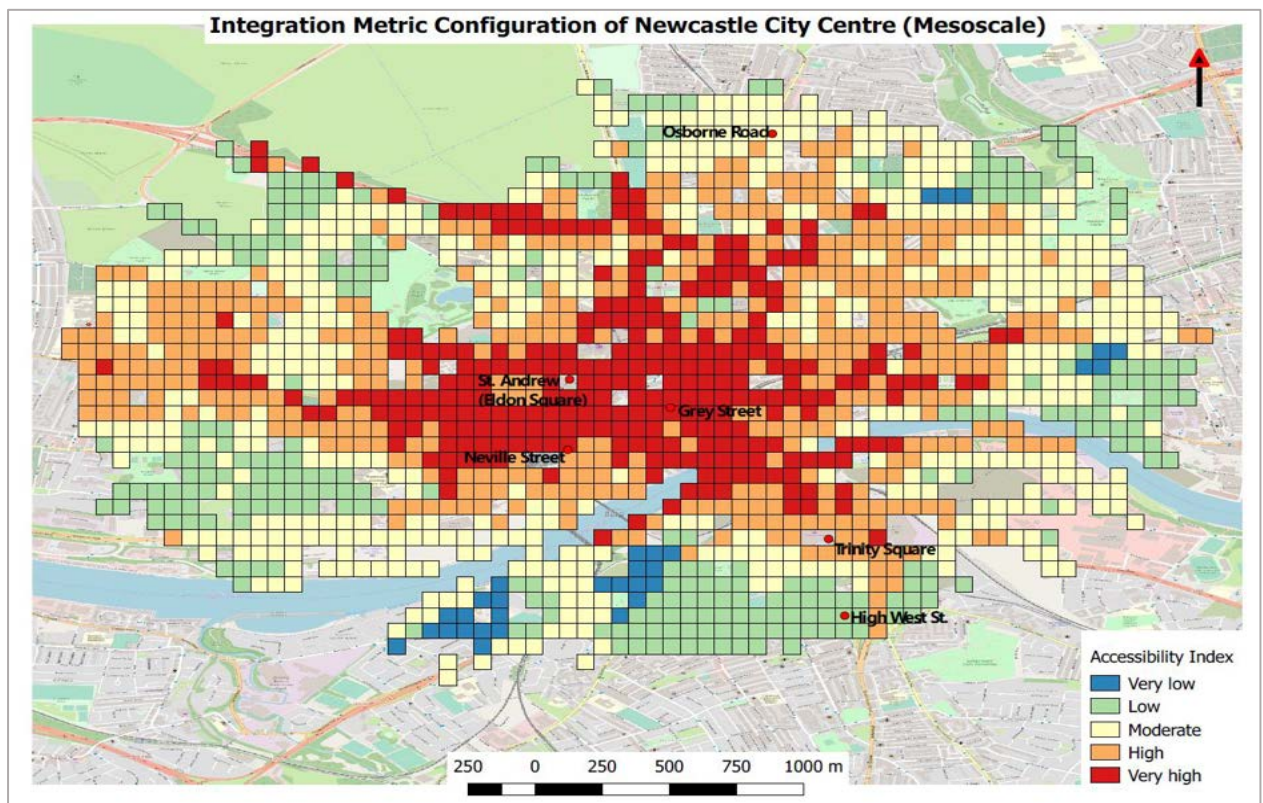 Integration Metric Configuration of Newcastle City Centre (Mesoscale)
Osborne Road
St. Andrew
(Eldon Square)
Grey Street
Neville Street
Trinity Square
High West St.
Accessibility Index
Very low
Low
Moderate
High
Very high
250 0 250 500 750 1000 m